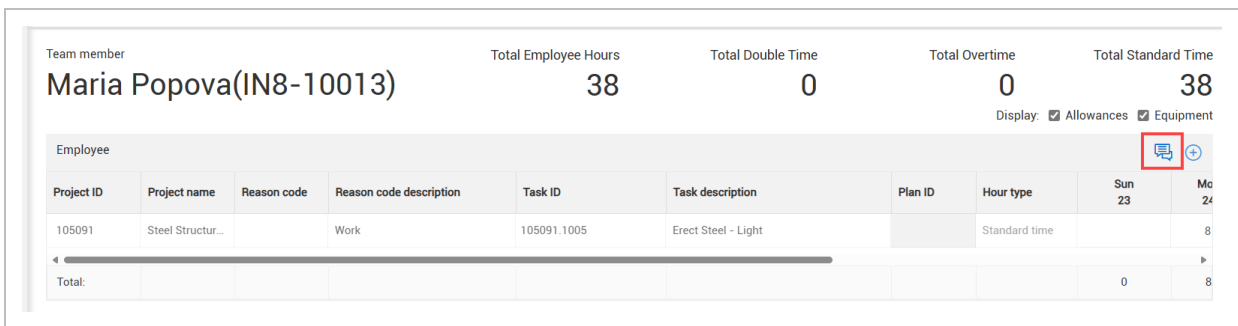 Team member Total Employee Hours Total Double Time Total Overtime Total Standard Time
Maria Popova(IN8-10013) 38 0 0 38
Display: Allowances Equipment
Employee
Project ID Project name Reason code Reason code description Task ID Task description Plan ID Hour type Sun Mo
23 24
105091 Steel Structur... Work 105091.1005 Erect Steel - Light Standard time 8
Total: 0 8